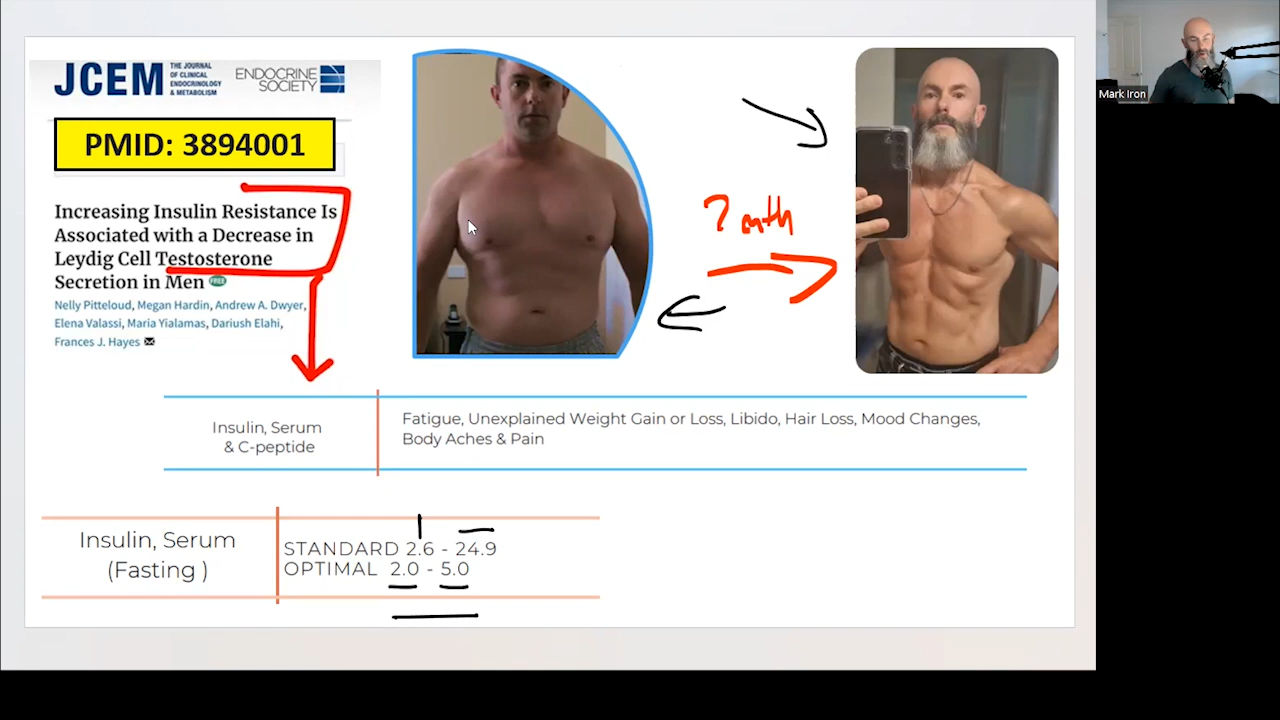 JCEM THE JOURNAL
OF CLINICAL
ENDOCRINOLOGY
& METABOLISM
ENDOCRINE
SOCIETY
PMID: 3894001
Increasing Insulin Resistance Is
Associated with a Decrease in
Leydig Cell Testosterone
Secretion in Men FREE
Nelly Pitteloud, Megan Hardin, Andrew A. Dwyer,
Elena Valassi, Maria Yialamas, Dariush Elahi,
Frances J. Hayes
mth
Mark Iron
Insulin, Serum
& C-peptide
Fatigue, Unexplained Weight Gain or Loss, Libido, Hair Loss, Mood Changes,
Body Aches & Pain
Insulin, Serum
(Fasting )
STANDARD 2.6 - 24.9
OPTIMAL 2.0 - 5.0